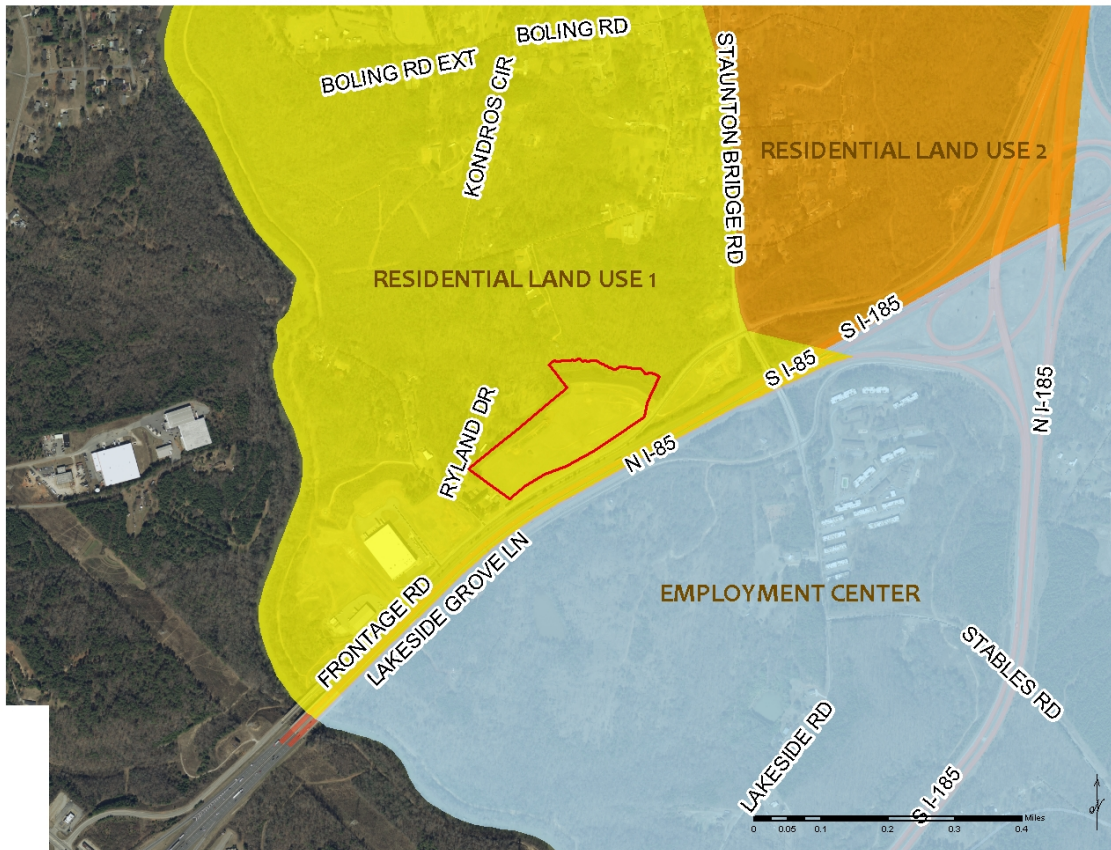 BOLING RD
BOLING RD EXT
KONDROS CIR
STAUNTON BRIDGE RD
RESIDENTIAL LAND USE 2
RESIDENTIAL LAND USE 1
S I-185
S I-85
N I-185
RYLAND DR
N I-85
FRONTAGE RD
LAKESIDE GROVE LN
EMPLOYMENT CENTER
STABLES RD
LAKESIDE RD
S I-185
N
Miles
0 0.05 0.1 0.2 0.3 0.4